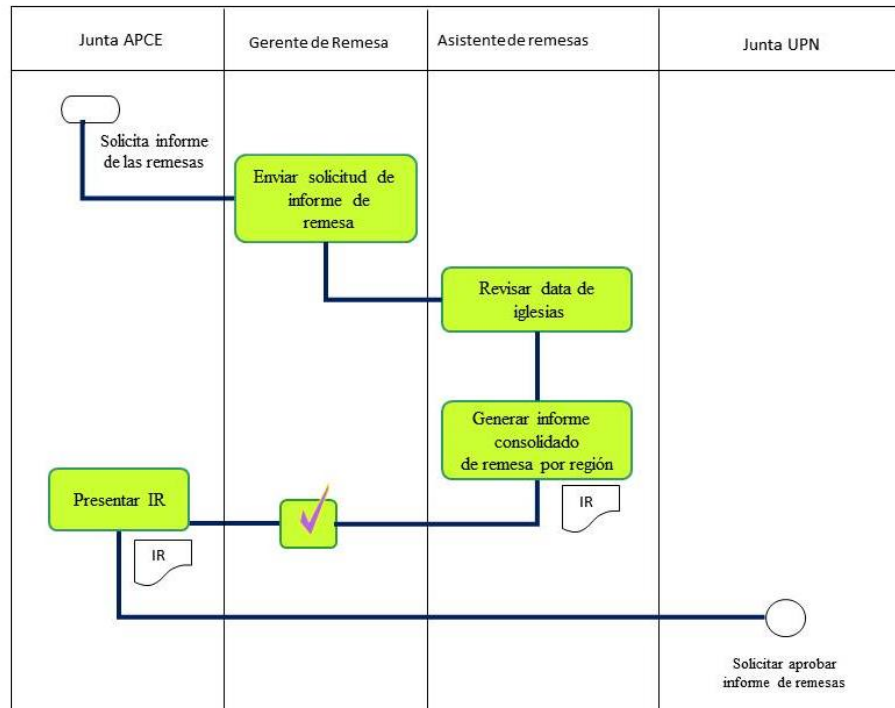 Junta APCE
Gerente de Remesa
Asistente de remesas
Junta UPN
Solicita informe
de las remesas
Enviar solicitud de
informe de
remesa
Revisar data de
iglesias
Generar informe
consolidado
de remesa por región
IR
Presentar IR
IR
Solicitar aprobar
informe de remesas